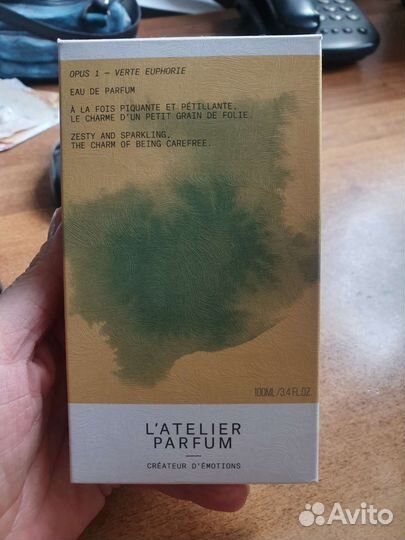 OPUS 1 — VERTE EUPHORIE
EAU DE PARFUM
À LA FOIS PIQUANTE ET PÉTILLANTE,
LE CHARME D'UN PETIT GRAIN DE FOLIE.
ZESTY AND SPARKLING,
THE CHARM OF BEING CAREFREE.
100ML/3.4 FL.OZ.
L'ATELIER
PARFUM
CRÉATEUR D'ÉMOTIONS
Avito